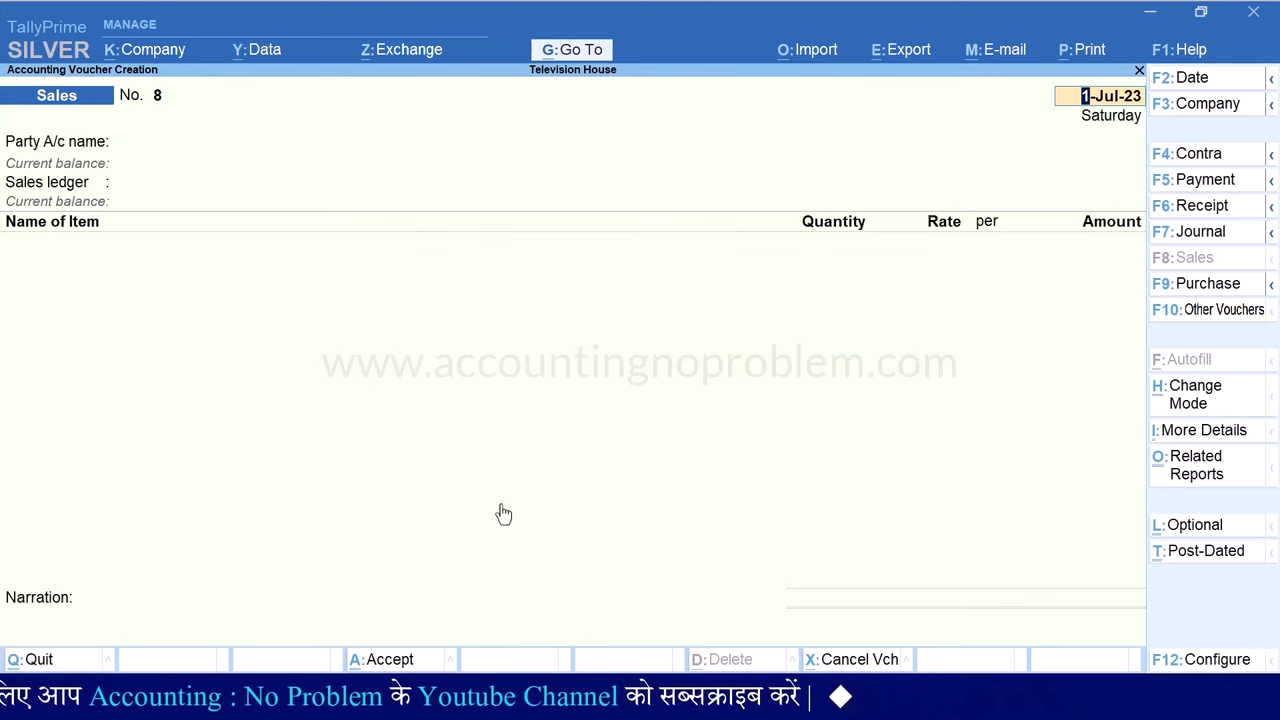 TallyPrime MANAGE
SILVER K:Company Y:Data Z:Exchange G:Go To O:Import E:Export M:E-mail P:Print F1:Help
Accounting Voucher Creation Television House
Sales No. 8 1-Jul-23
Saturday
Party A/c name:
Current balance:
Sales ledger :
Current balance:
Name of Item Quantity Rate per Amount
www.accountingnoproblem.com
Narration:
F2:Date
F3:Company
F4:Contra
F5:Payment
F6:Receipt
F7:Journal
F8:Sales
F9:Purchase
F10:Other Vouchers
F:Autofill
H:Change
Mode
I:More Details
O:Related
Reports
L:Optional
T:Post-Dated
Q:Quit A:Accept D:Delete X:Cancel Vch F12:Configure
लिए आप Accounting : No Problem के Youtube Channel को सब्सक्राइब करें |